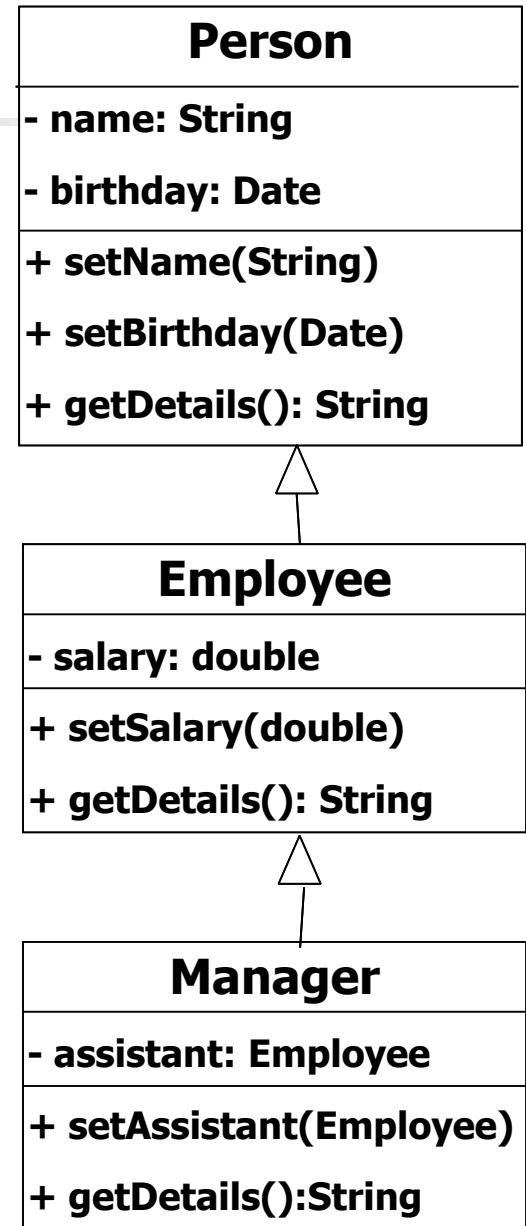 Person
- name: String
- birthday: Date
+ setName(String)
+ setBirthday(Date)
+ getDetails(): String
Employee
- salary: double
+ setSalary(double)
+ getDetails(): String
Manager
- assistant: Employee
+ setAssistant(Employee)
+ getDetails():String